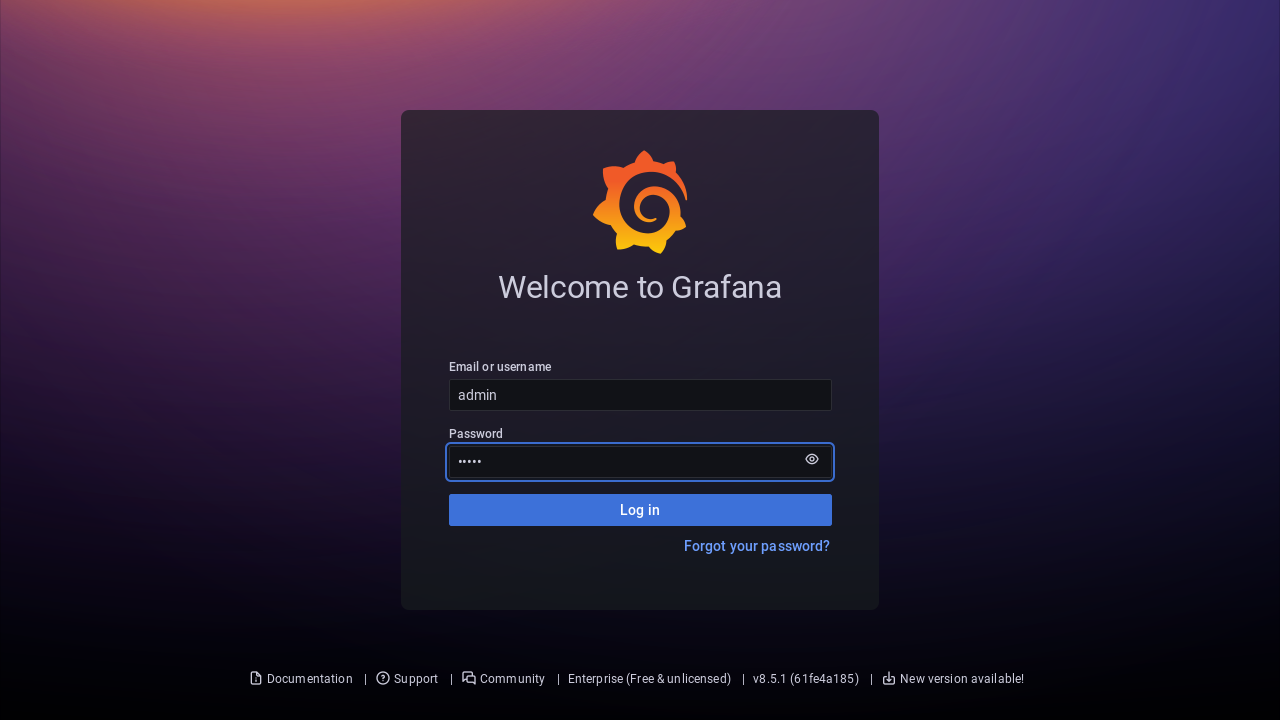 Welcome to Grafana
Email or username
admin
Password
•••••
Log in
Forgot your password?
Documentation | Support | Community | Enterprise (Free & unlicensed) | v8.5.1 (61fe4a185) | New version available!